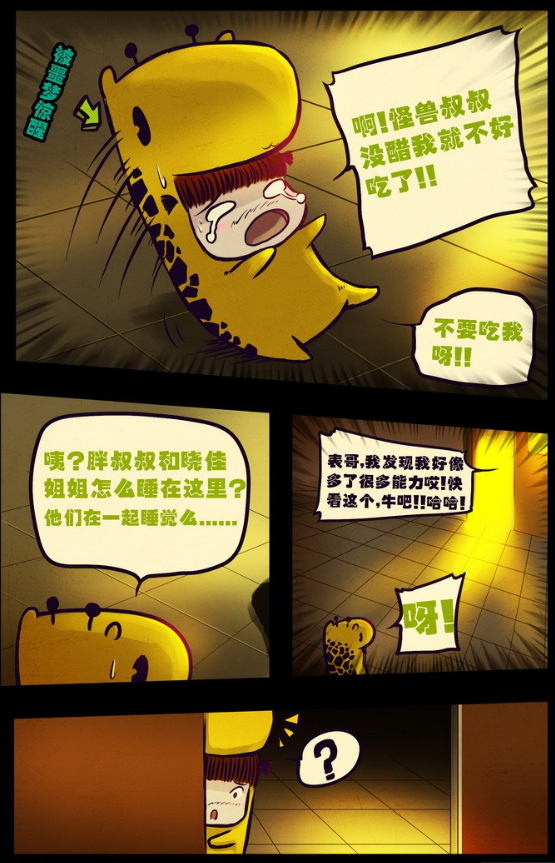 被噩梦惊醒
啊!怪兽叔叔
没醋我就不好
吃了!!
不要吃我
呀!!
咦?胖叔叔和晓佳
姐姐怎么睡在这里?
他们在一起睡觉么……
表哥,我发现我好像
多了很多能力哎!快
看这个,牛吧!!哈哈!
呀!
?